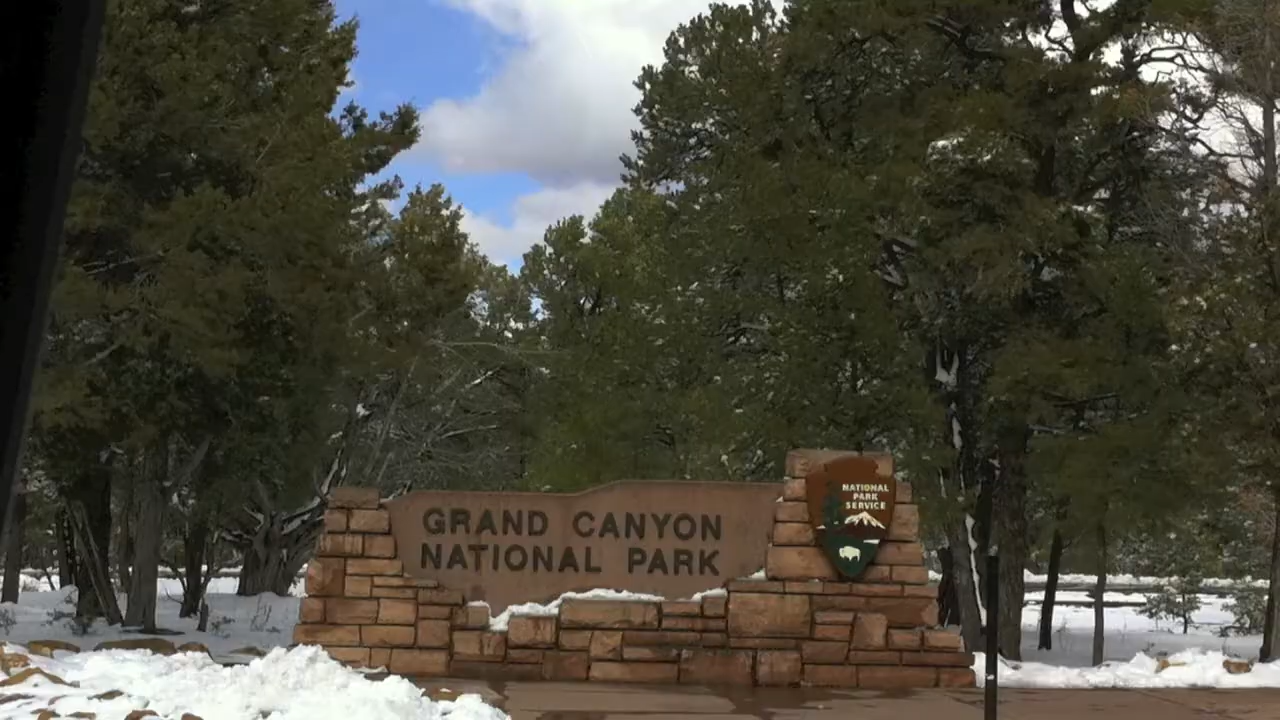 GRAND CANYON
NATIONAL PARK
NATIONAL
PARK
SERVICE